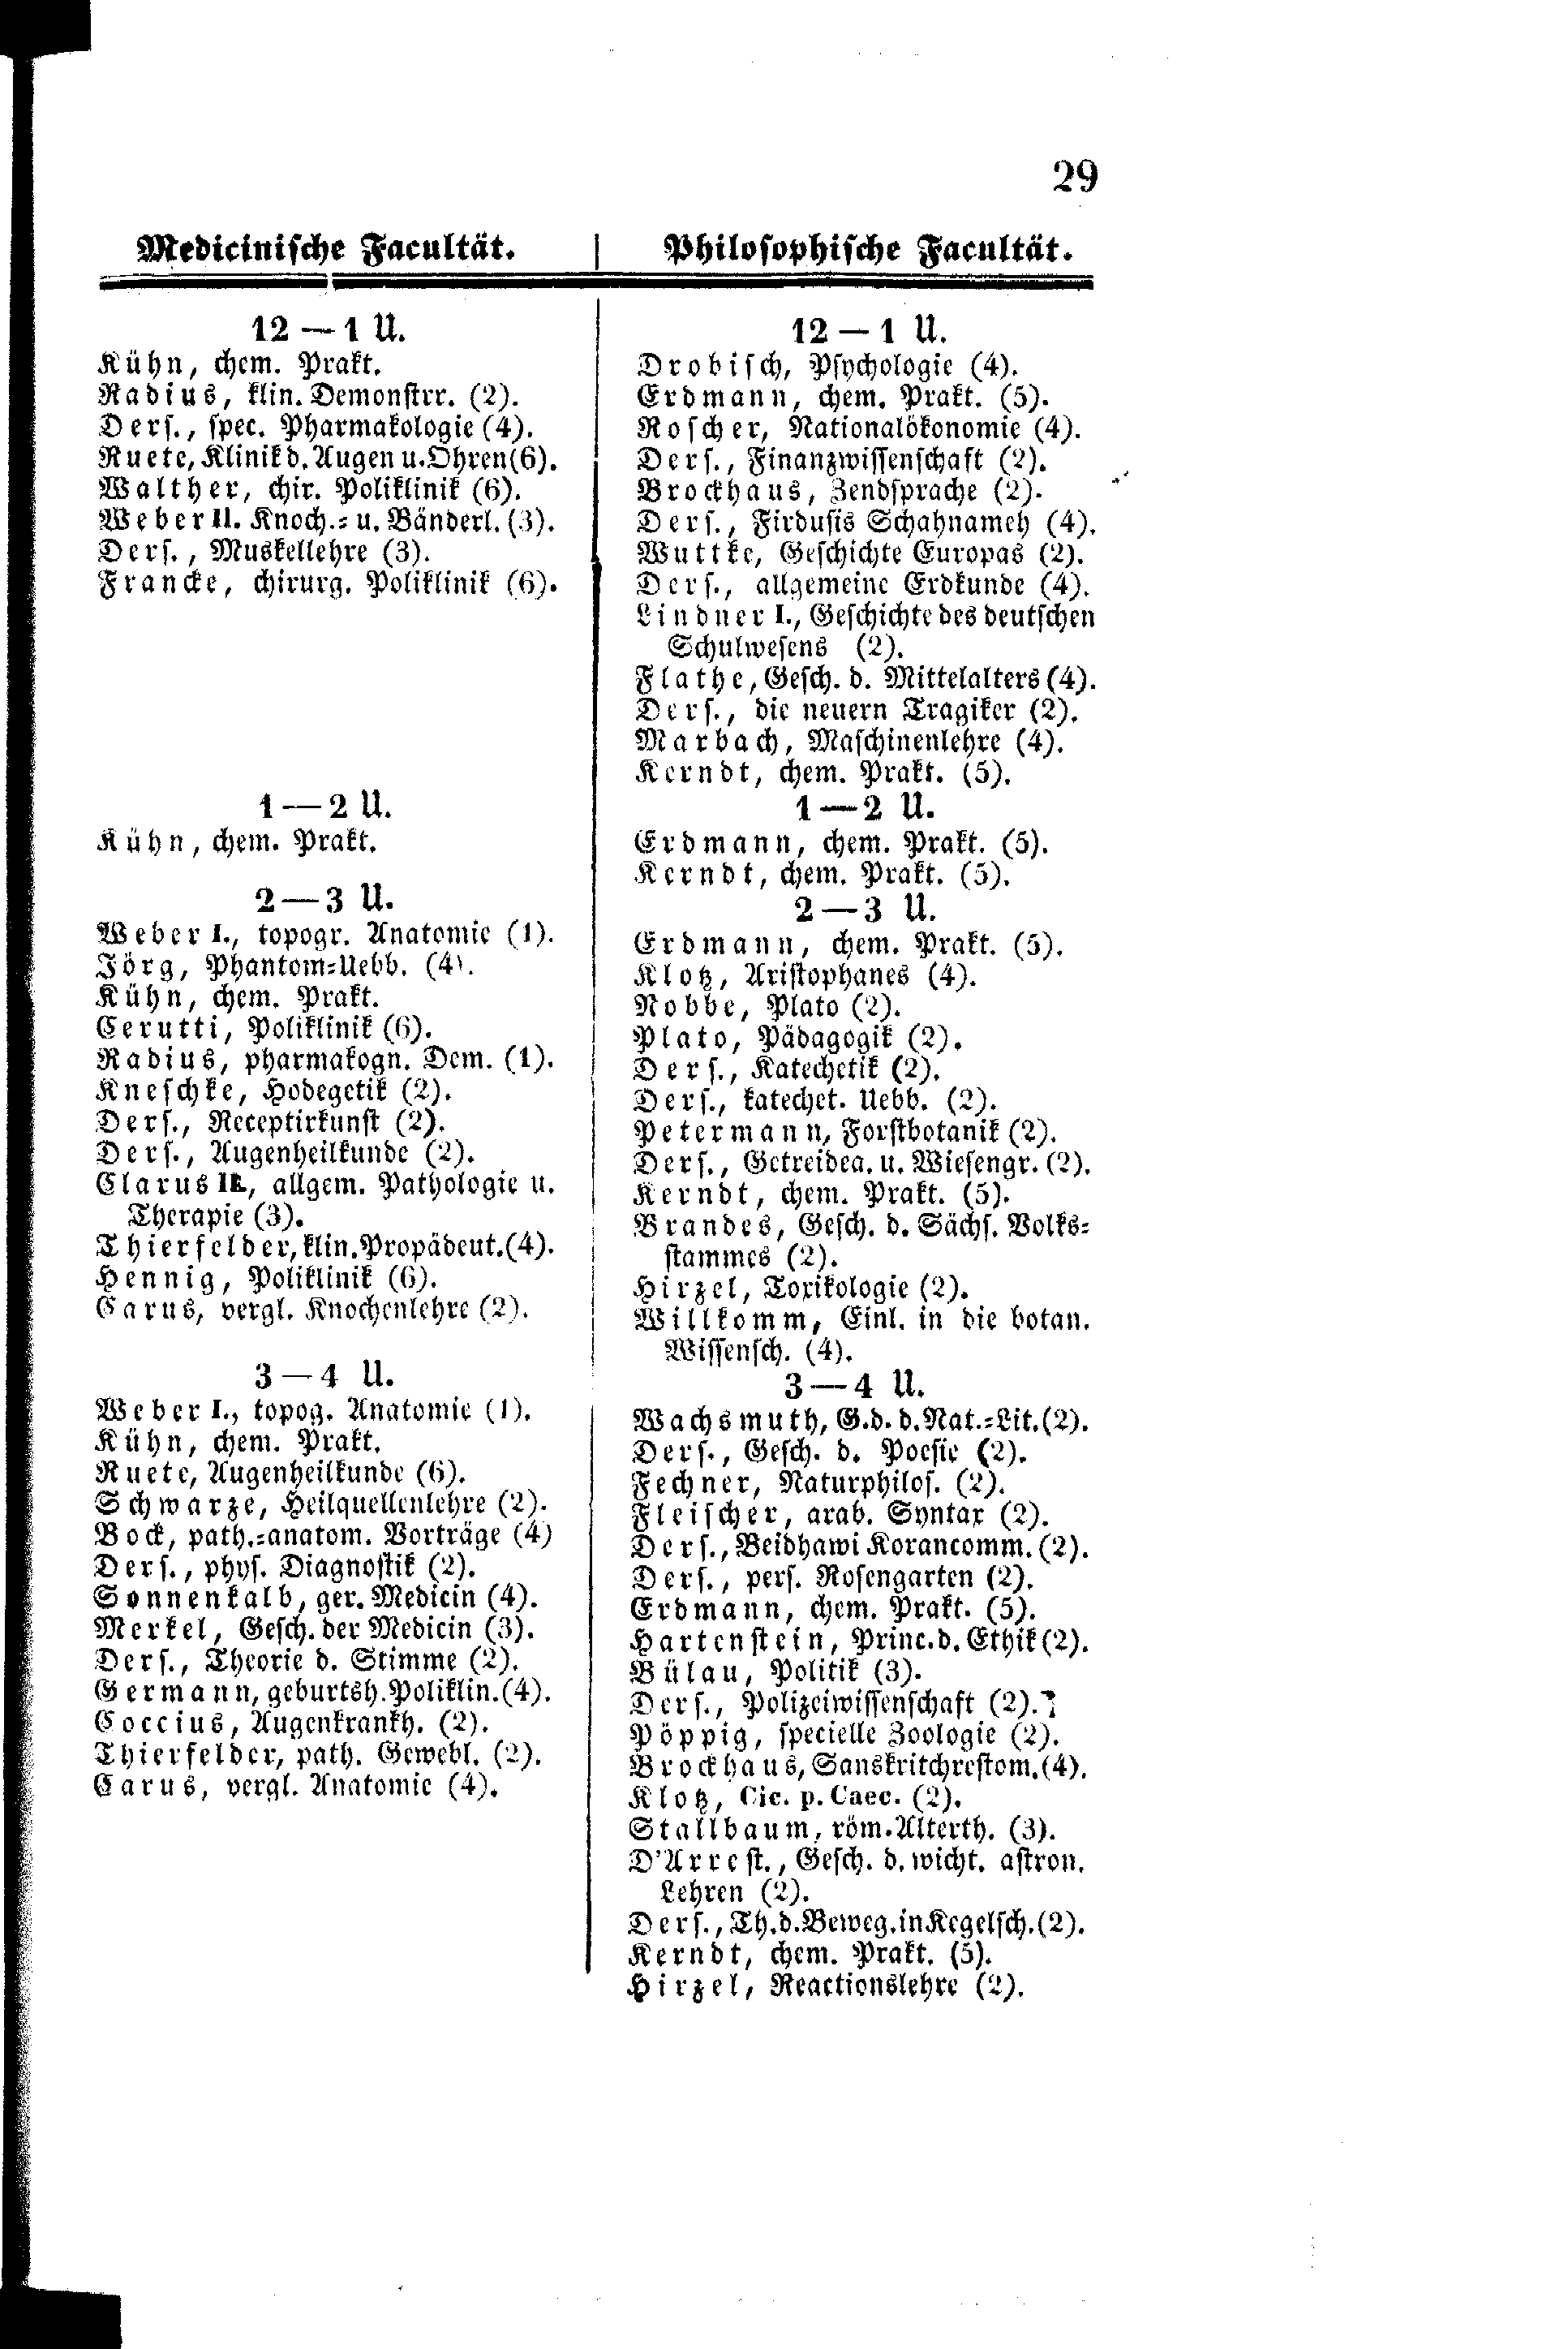 29
Medicinische Facultät.
12 — 1 U.
Kühn, chem. Prakt.
Radius, klin. Demonstrr. (2).
Ders., spec. Pharmakologie (4).
Ruete, Klinik d. Augen u. Ohren (6).
Walther, chir. Poliklinik (6).
Weber II. Knoch.= u. Bänderl. (3).
Ders., Muskellehre (3).
Francke, chirurg. Poliklinik (6).
1 — 2 U.
Kühn, chem. Prakt.
2 — 3 U.
Weber I., topogr. Anatomie (1).
Jörg, Phantom=Uebb. (4).
Kühn, chem. Prakt.
Cerutti, Poliklinik (6).
Radius, pharmakogn. Dem. (1).
Kneschke, Hodegetik (2).
Ders., Receptirkunst (2).
Ders., Augenheilkunde (2).
Clarus II., allgem. Pathologie u.
Therapie (3).
Thierfelder, klin. Propädeut. (4).
Hennig, Poliklinik (6).
Carus, vergl. Knochenlehre (2).
3 — 4 U.
Weber I., topog. Anatomie (1).
Kühn, chem. Prakt.
Ruete, Augenheilkunde (6).
Schwarze, Heilquellenlehre (2).
Bock, path.=anatom. Vorträge (4)
Ders., phys. Diagnostik (2).
Sonnenkalb, ger. Medicin (4).
Merkel, Gesch. der Medicin (3).
Ders., Theorie d. Stimme (2).
Germann, geburtsh. Poliklin. (4).
Coccius, Augenkrankh. (2).
Thierfelder, path. Gewebl. (2).
Carus, vergl. Anatomie (4).
Philosophische Facultät.
12 — 1 U.
Drobisch, Psychologie (4).
Erdmann, chem. Prakt. (5).
Roscher, Nationalökonomie (4).
Ders., Finanzwissenschaft (2).
Brockhaus, Zendsprache (2).
Ders., Firdusis Schahnameh (4).
Wuttke, Geschichte Europas (2).
Ders., allgemeine Erdkunde (4).
Lindner I., Geschichte des deutschen
Schulwesens (2).
Flathe, Gesch. d. Mittelalters (4).
Ders., die neuern Tragiker (2).
Marbach, Maschinenlehre (4).
Kerndt, chem. Prakt. (5).
1 — 2 U.
Erdmann, chem. Prakt. (5).
Kerndt, chem. Prakt. (5).
2 — 3 U.
Erdmann, chem. Prakt. (5).
Klotz, Aristophanes (4).
Nobbe, Plato (2).
Plato, Pädagogik (2).
Ders., Katechetik (2).
Ders., katechet. Uebb. (2).
Petermann, Forstbotanik (2).
Ders., Getreidea. u. Wiesengr. (2).
Kerndt, chem. Prakt. (5).
Brandes, Gesch. d. Sächs. Volks=
stammes (2).
Hirzel, Toxikologie (2).
Willkomm, Einl. in die botan.
Wissensch. (4).
3 — 4 U.
Wachsmuth, G. d. d. Nat.=Lit. (2).
Ders., Gesch. d. Poesie (2).
Fechner, Naturphilos. (2).
Fleischer, arab. Syntax (2).
Ders., Beidhawi Korancomm. (2).
Ders., pers. Rosengarten (2).
Erdmann, chem. Prakt. (5).
Hartenstein, Princ. d. Ethik (2).
Bülau, Politik (3).
Ders., Polizeiwissenschaft (2).
Pöppig, specielle Zoologie (2).
Brockhaus, Sanskritchrestom. (4).
Klotz, Cic. p. Caec. (2).
Stallbaum, röm. Alterth. (3).
D'Arrest., Gesch. d. wicht. astron.
Lehren (2).
Ders., Th. d. Beweg. in Kegelsch. (2).
Kerndt, chem. Prakt. (5).
Hirzel, Reactionslehre (2).